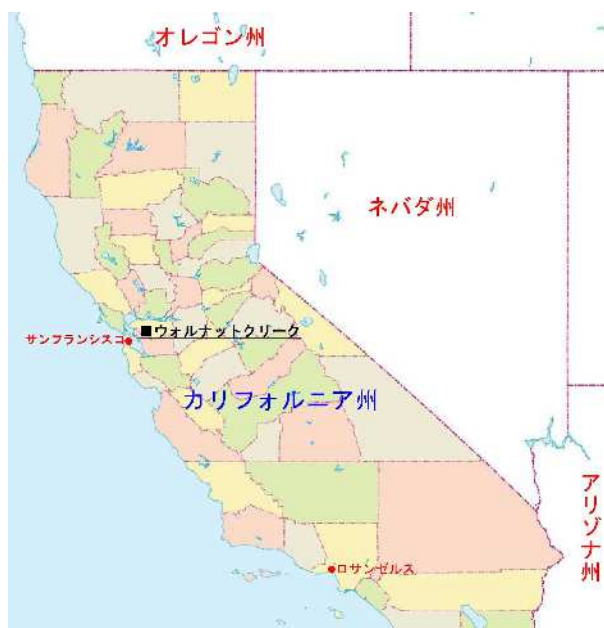 オレゴン州
ネバダ州
■ウォルナットクリーク
サンフランシスコ
カリフォルニア州
アリゾナ州
ロサンゼルス